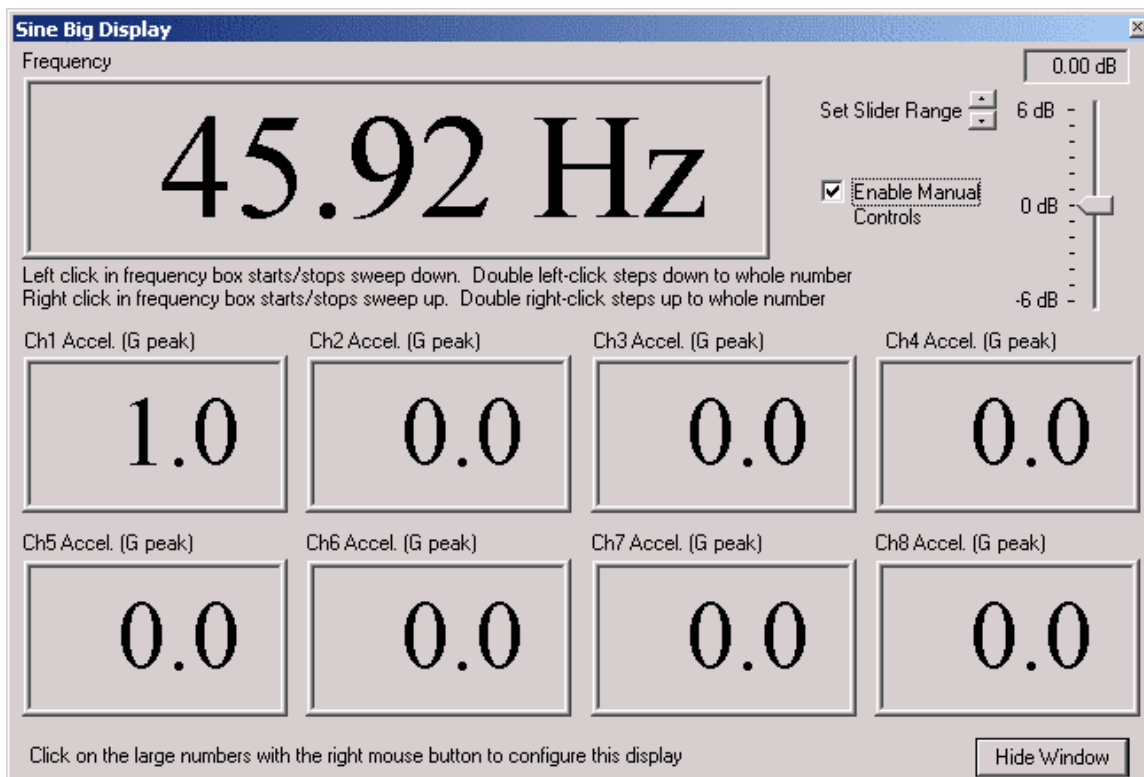 Sine Big Display
Frequency
45.92 Hz
0.00 dB
Set Slider Range
6 dB
Enable Manual
Controls
0 dB
-6 dB
Left click in frequency box starts/stops sweep down.  Double left-click steps down to whole number
Right click in frequency box starts/stops sweep up.  Double right-click steps up to whole number
Ch1 Accel. (G peak)
Ch2 Accel. (G peak)
Ch3 Accel. (G peak)
Ch4 Accel. (G peak)
1.0
0.0
0.0
0.0
Ch5 Accel. (G peak)
Ch6 Accel. (G peak)
Ch7 Accel. (G peak)
Ch8 Accel. (G peak)
0.0
0.0
0.0
0.0
Click on the large numbers with the right mouse button to configure this display
Hide Window